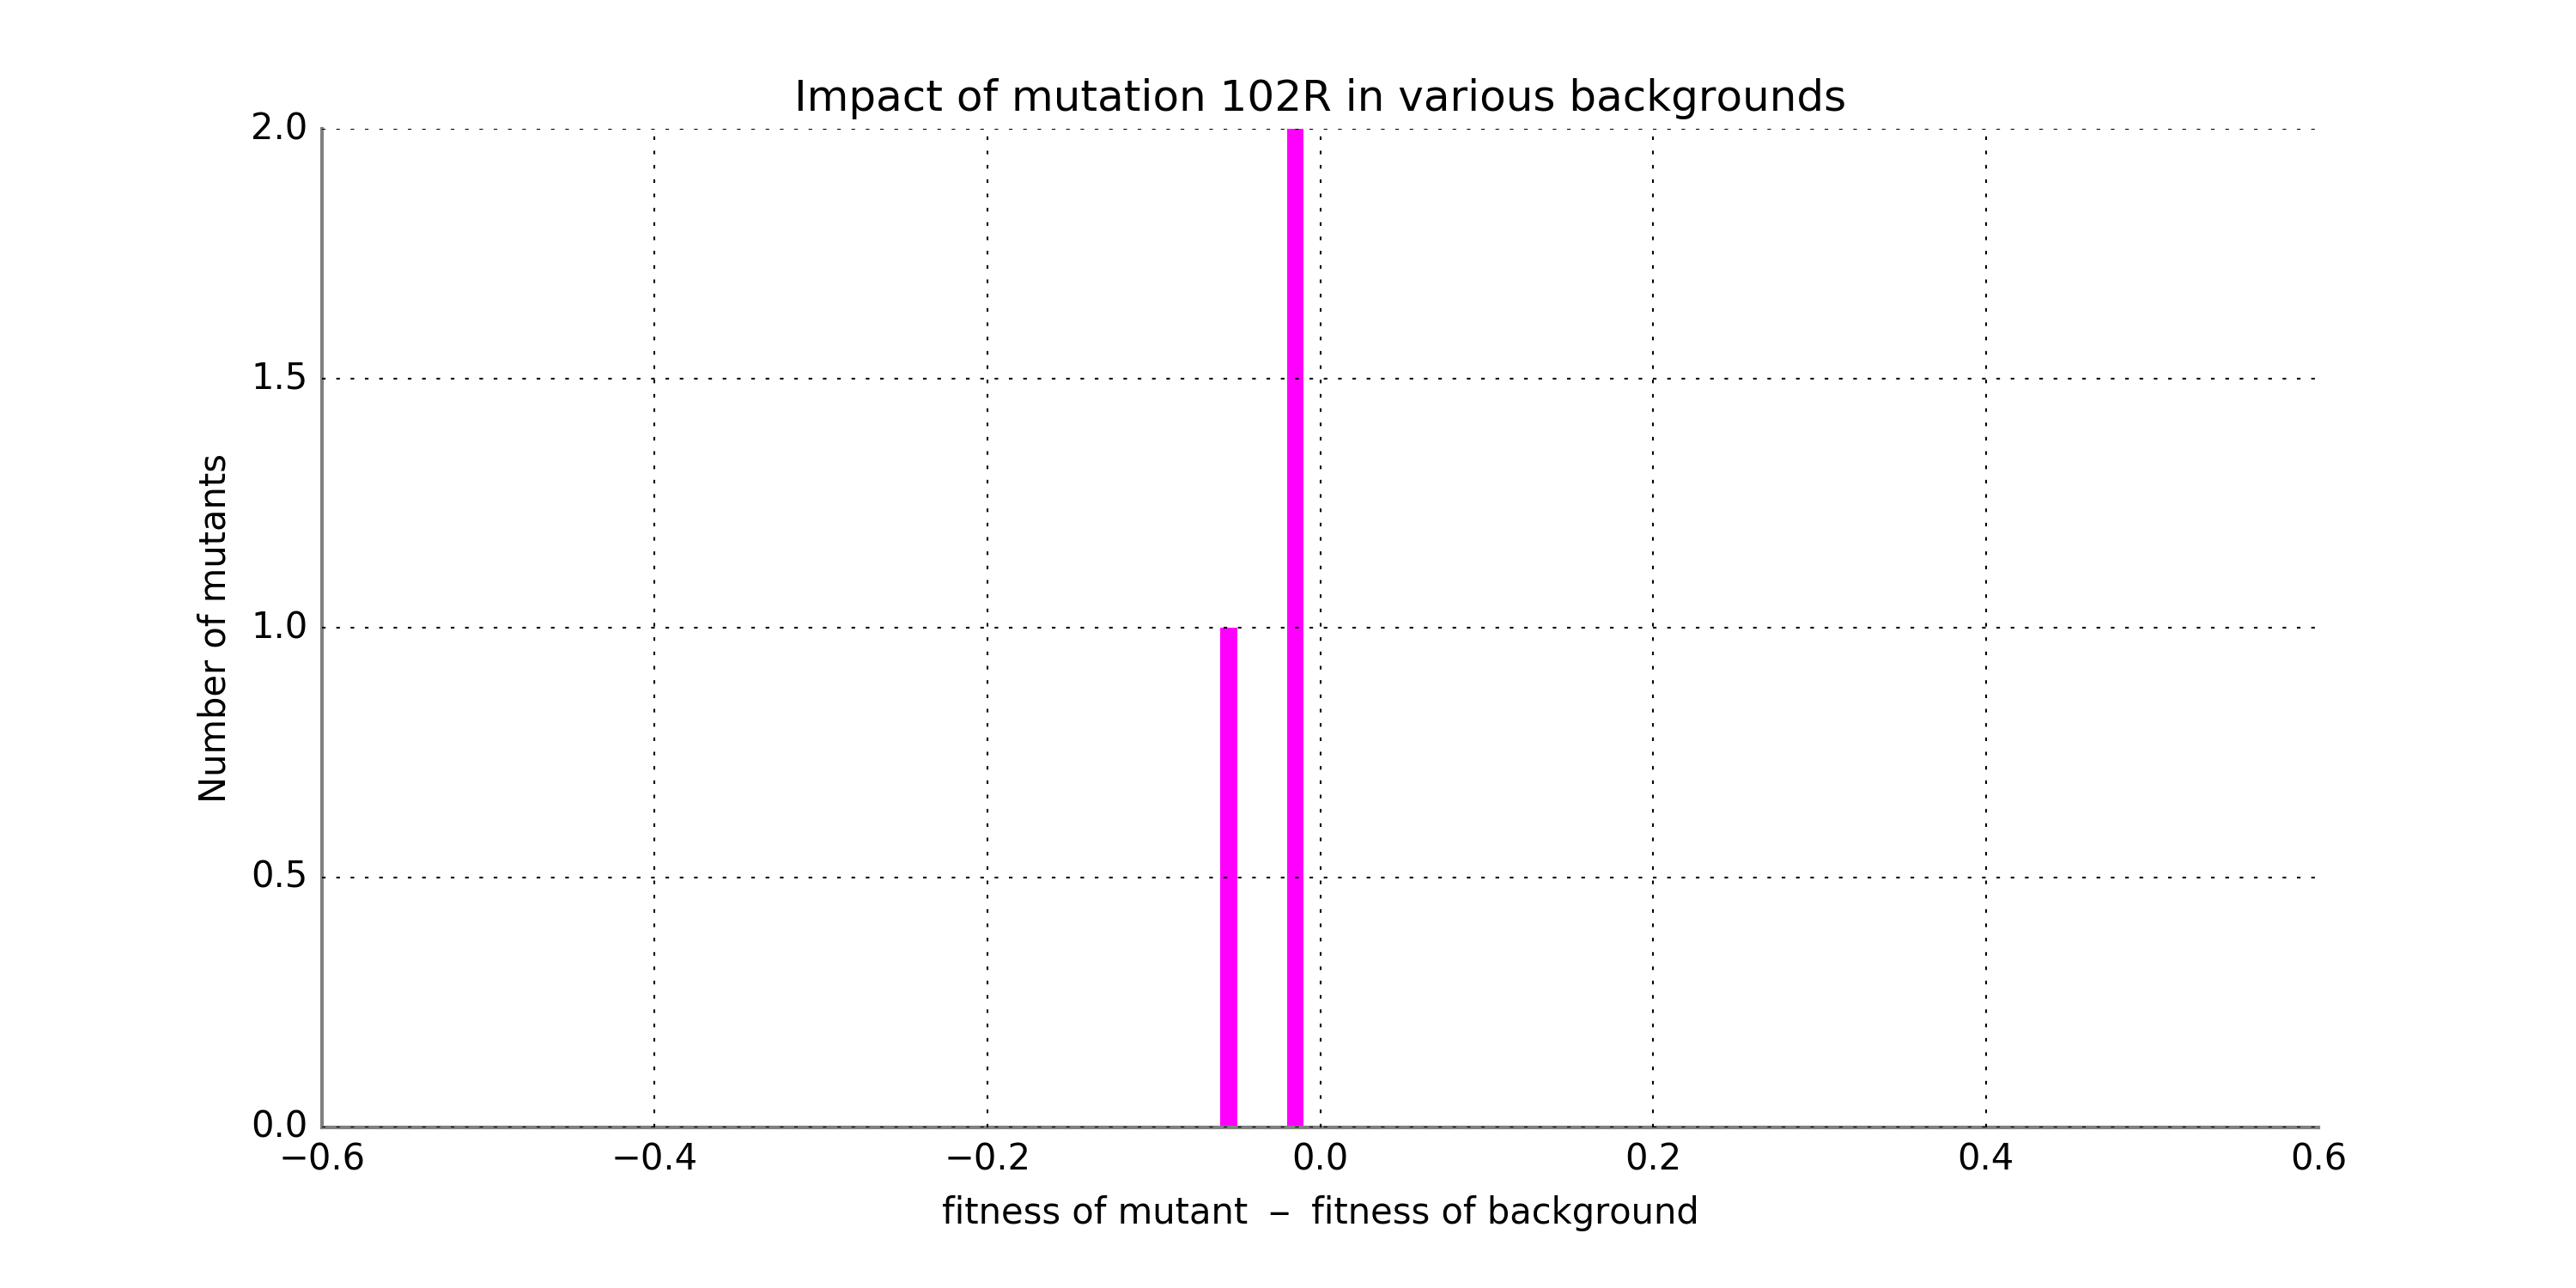 Impact of mutation 102R in various backgrounds
2.0
1.5
1.0
0.5
0.0
Number of mutants
−0.6 −0.4 −0.2 0.0 0.2 0.4 0.6
fitness of mutant – fitness of background